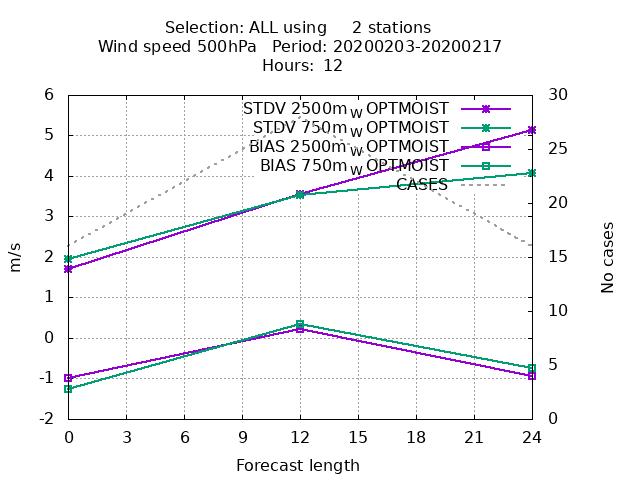 Selection: ALL using     2 stations
Wind speed 500hPa   Period: 20200203-20200217
Hours: 12
STDV 2500m_W OPTMOIST
STDV 750m_W OPTMOIST
BIAS 2500m_W OPTMOIST
BIAS 750m_W OPTMOIST
CASES
6
5
4
3
2
1
0
-1
-2
m/s
30
25
20
15
10
5
0
No cases
0 3 6 9 12 15 18 21 24
Forecast length